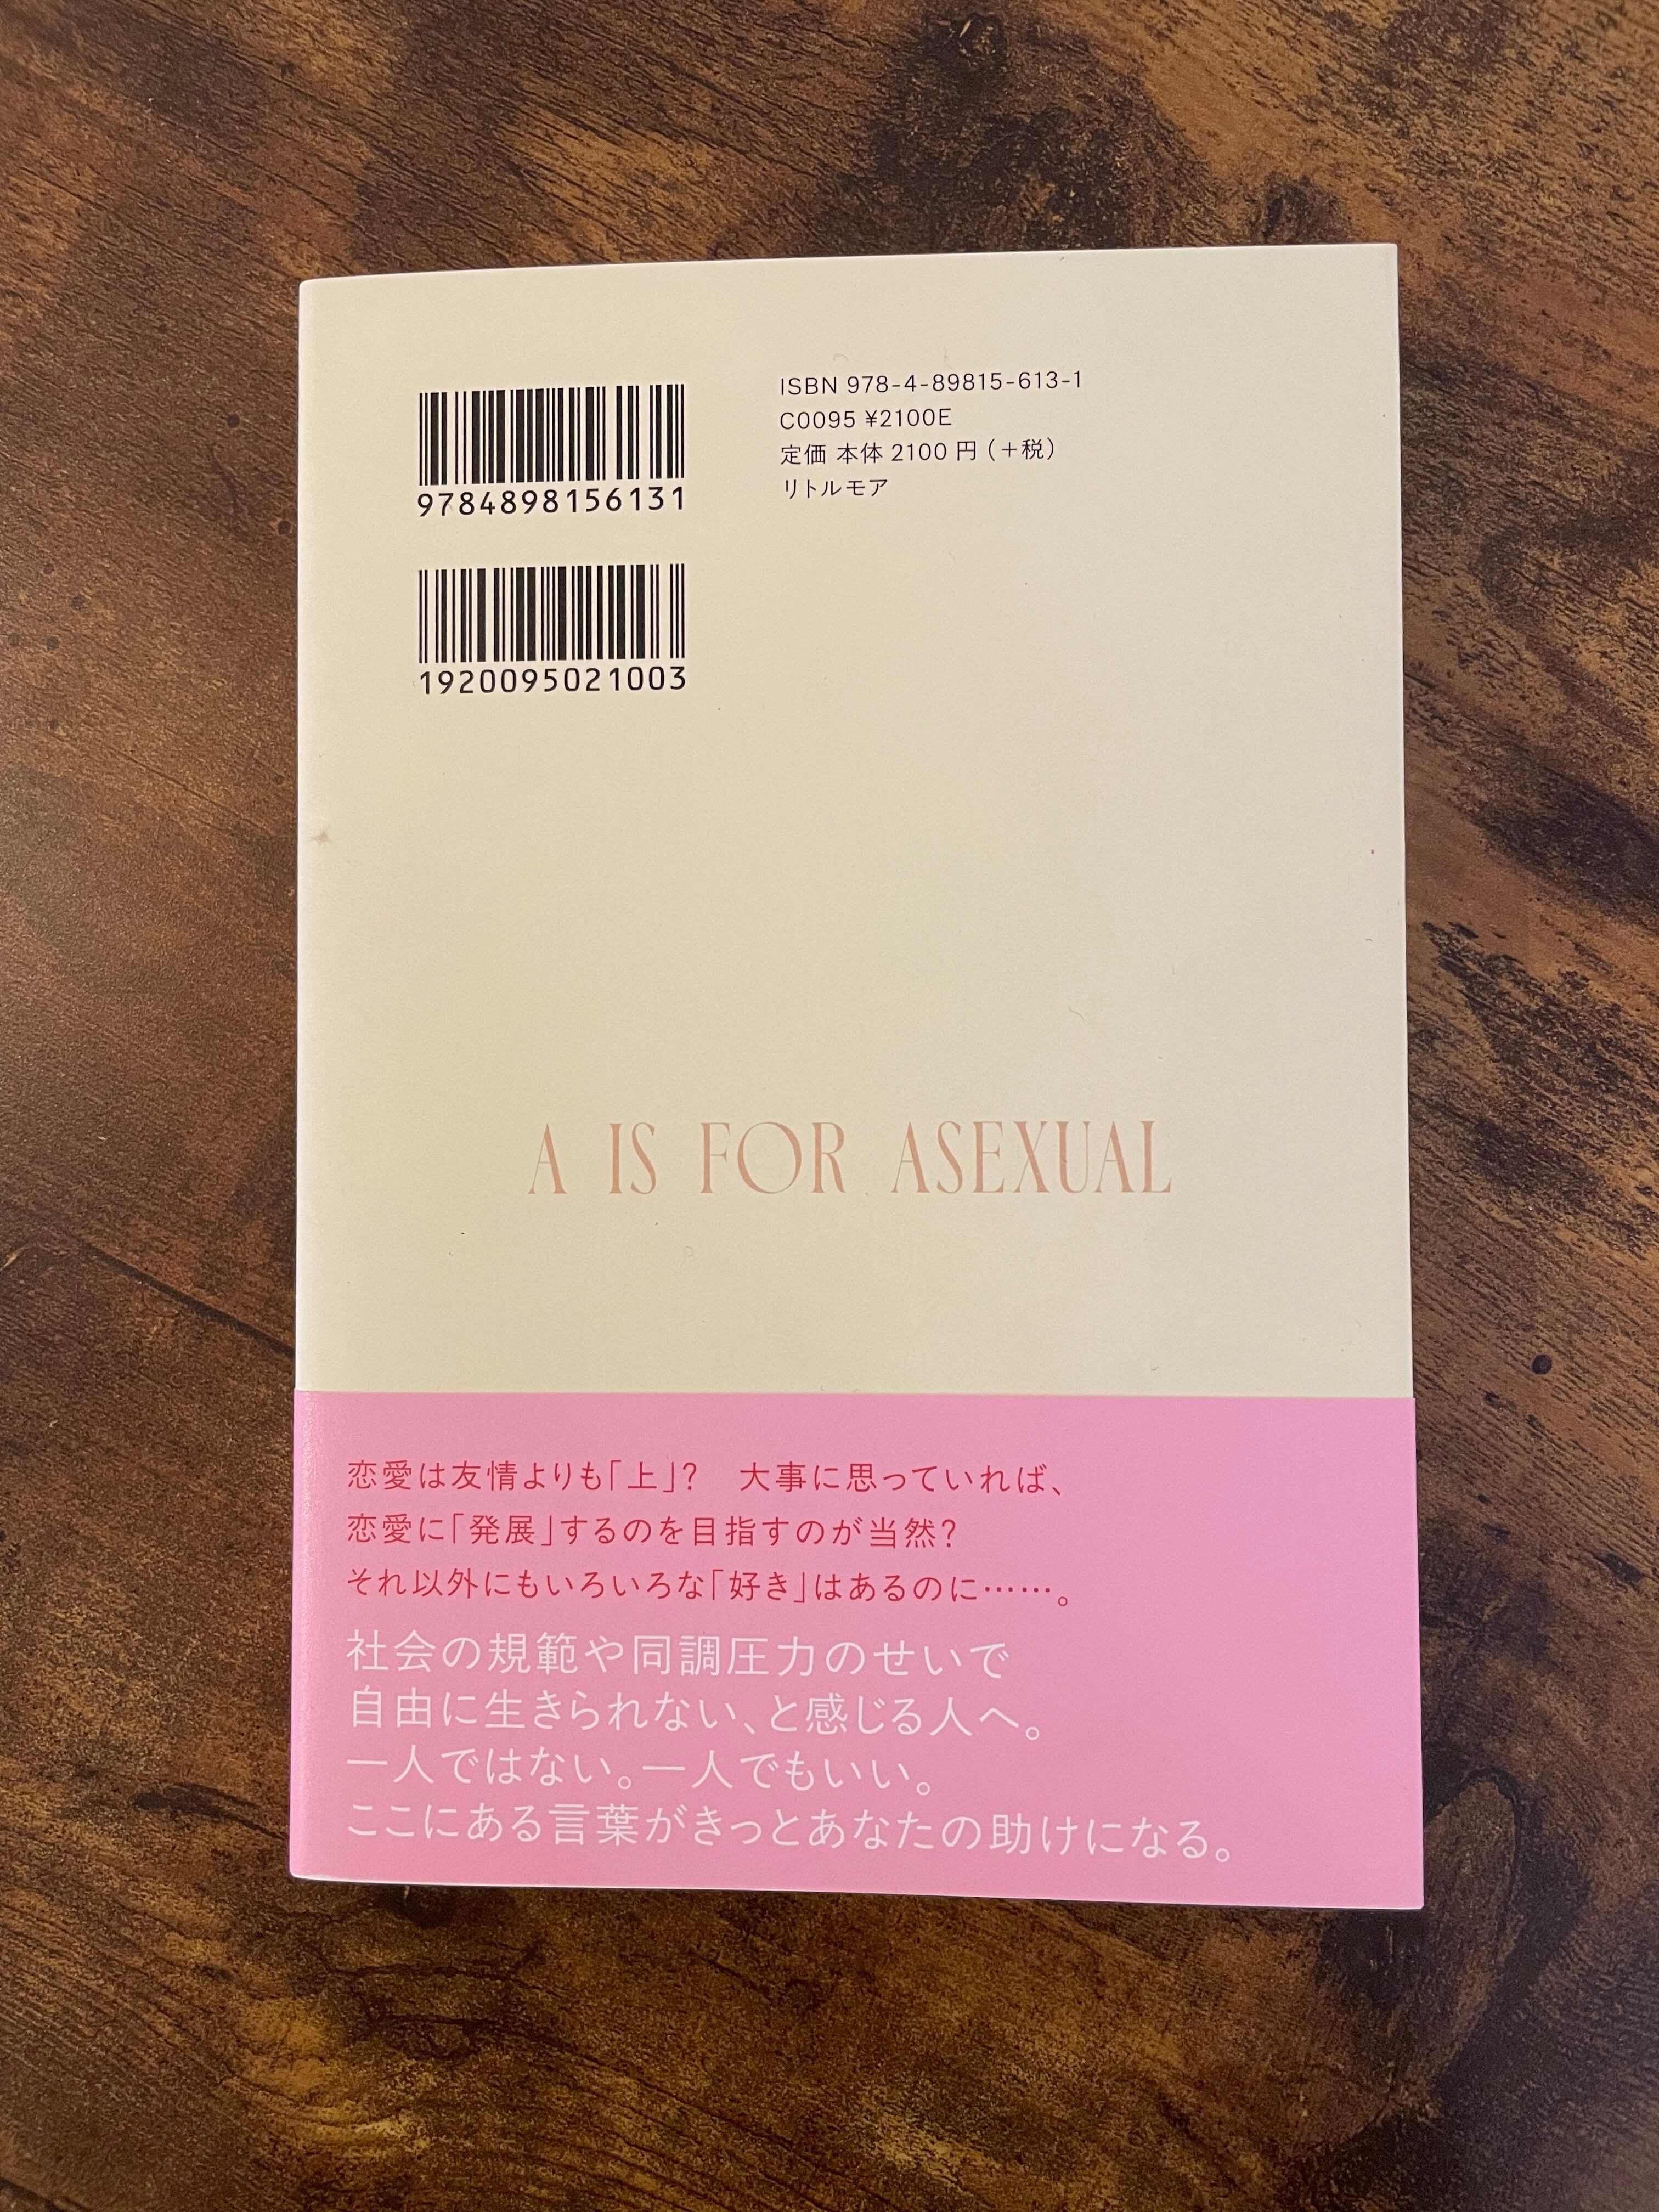 9784898156131
1920095021003
ISBN 978-4-89815-613-1
C0095 ¥2100E
定価 本体 2100 円（＋税）
リトルモア
A IS FOR ASEXUAL
恋愛は友情よりも「上」？　大事に思っていれば、
恋愛に「発展」するのを目指すのが当然？
それ以外にもいろいろな「好き」はあるのに……。
社会の規範や同調圧力のせいで
自由に生きられない、と感じる人へ。
一人ではない。一人でもいい。
ここにある言葉がきっとあなたの助けになる。